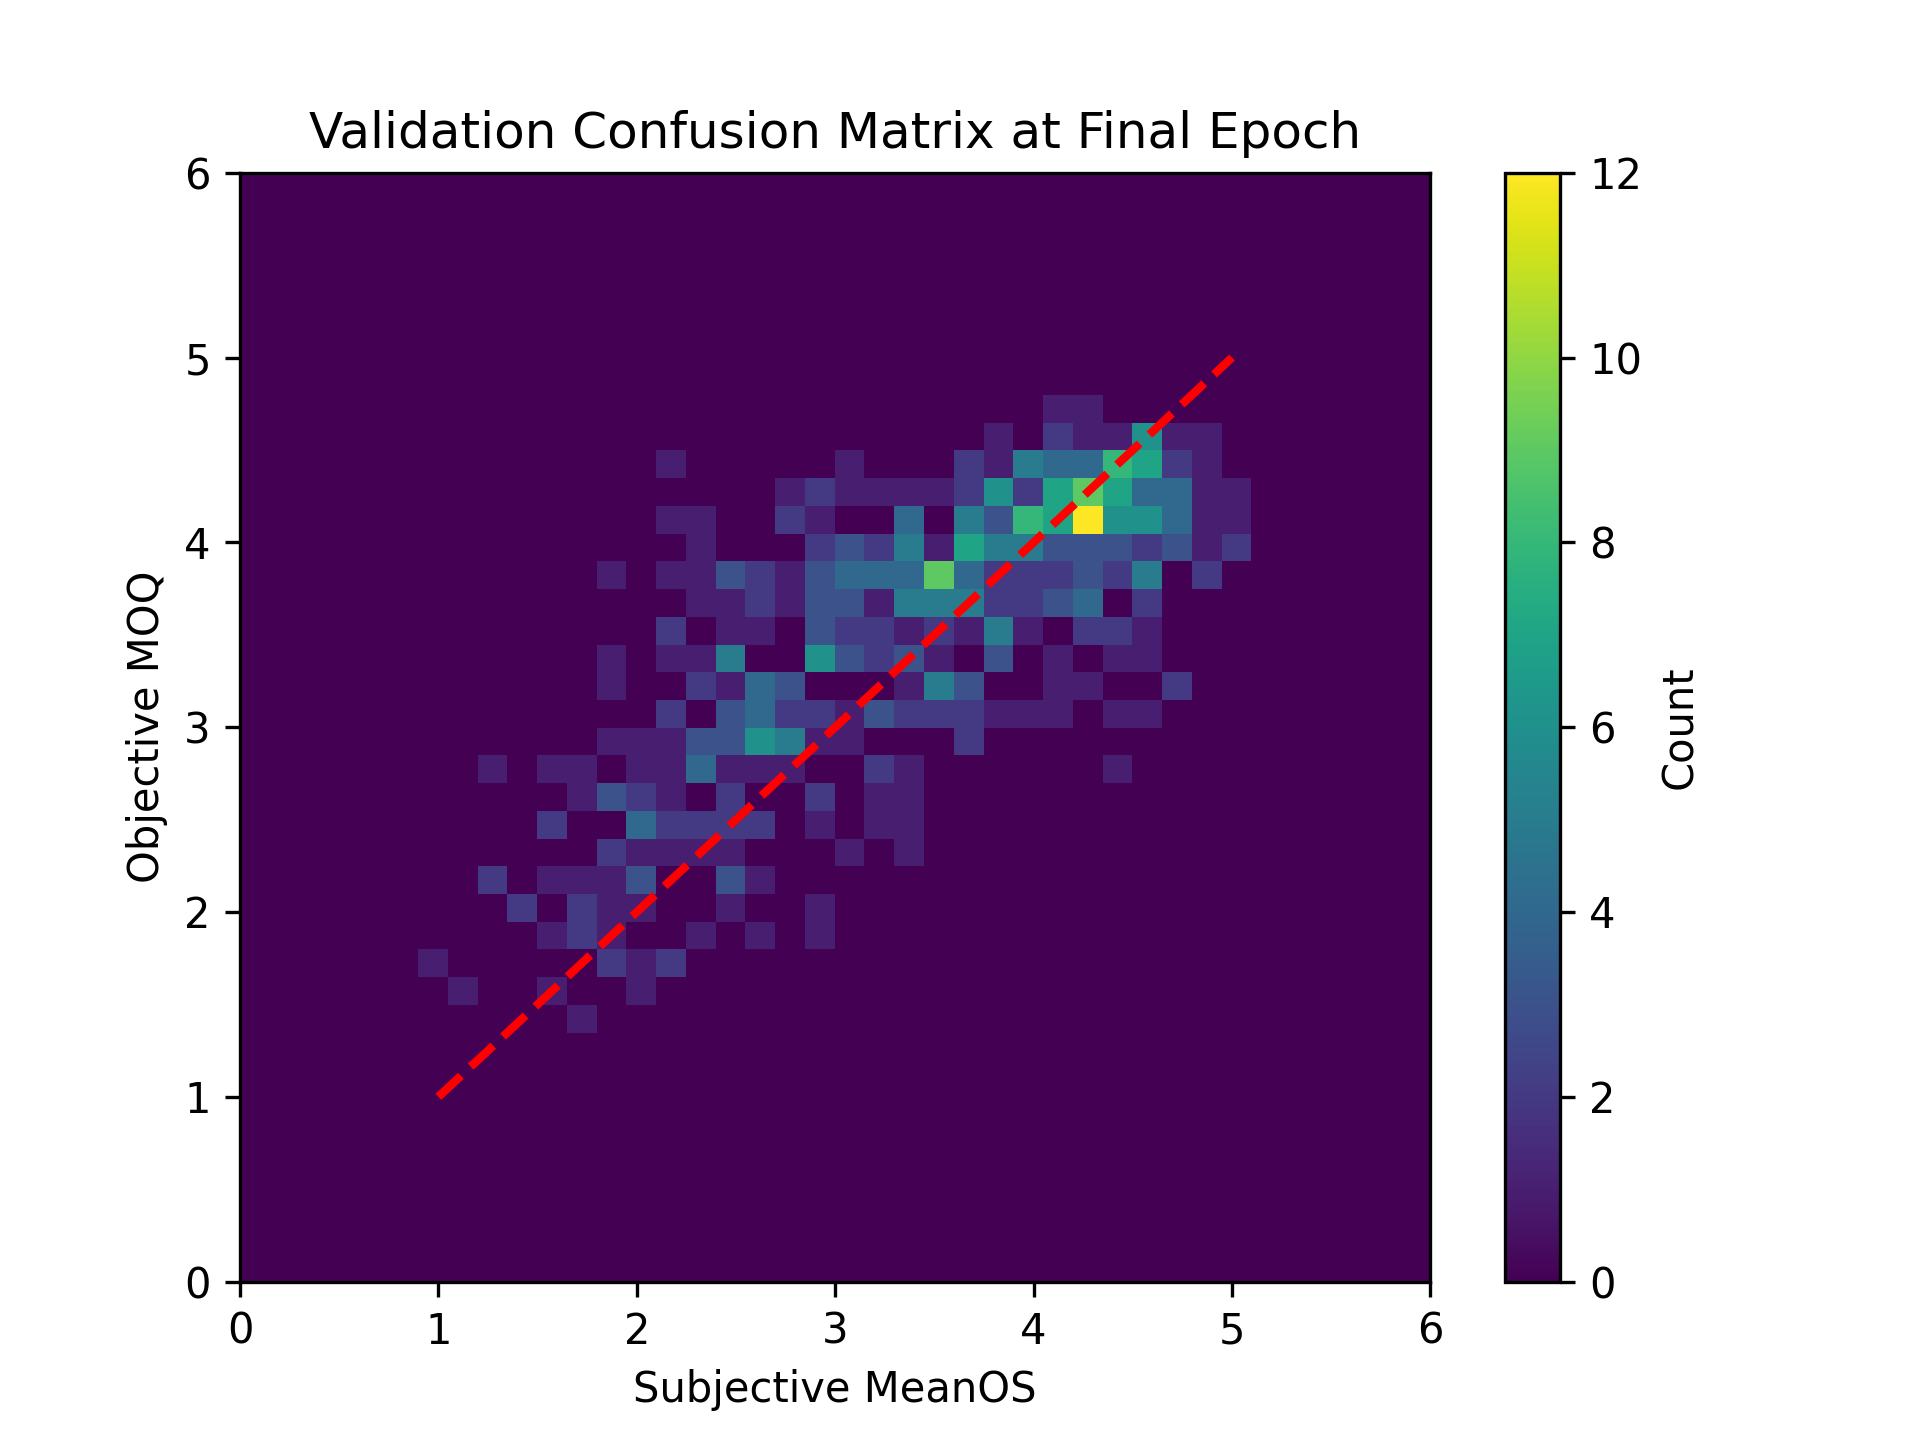 Validation Confusion Matrix at Final Epoch
6
5
4
3
2
1
0
Objective MOQ
0 1 2 3 4 5 6
Subjective MeanOS
12
10
8
6
4
2
0
Count